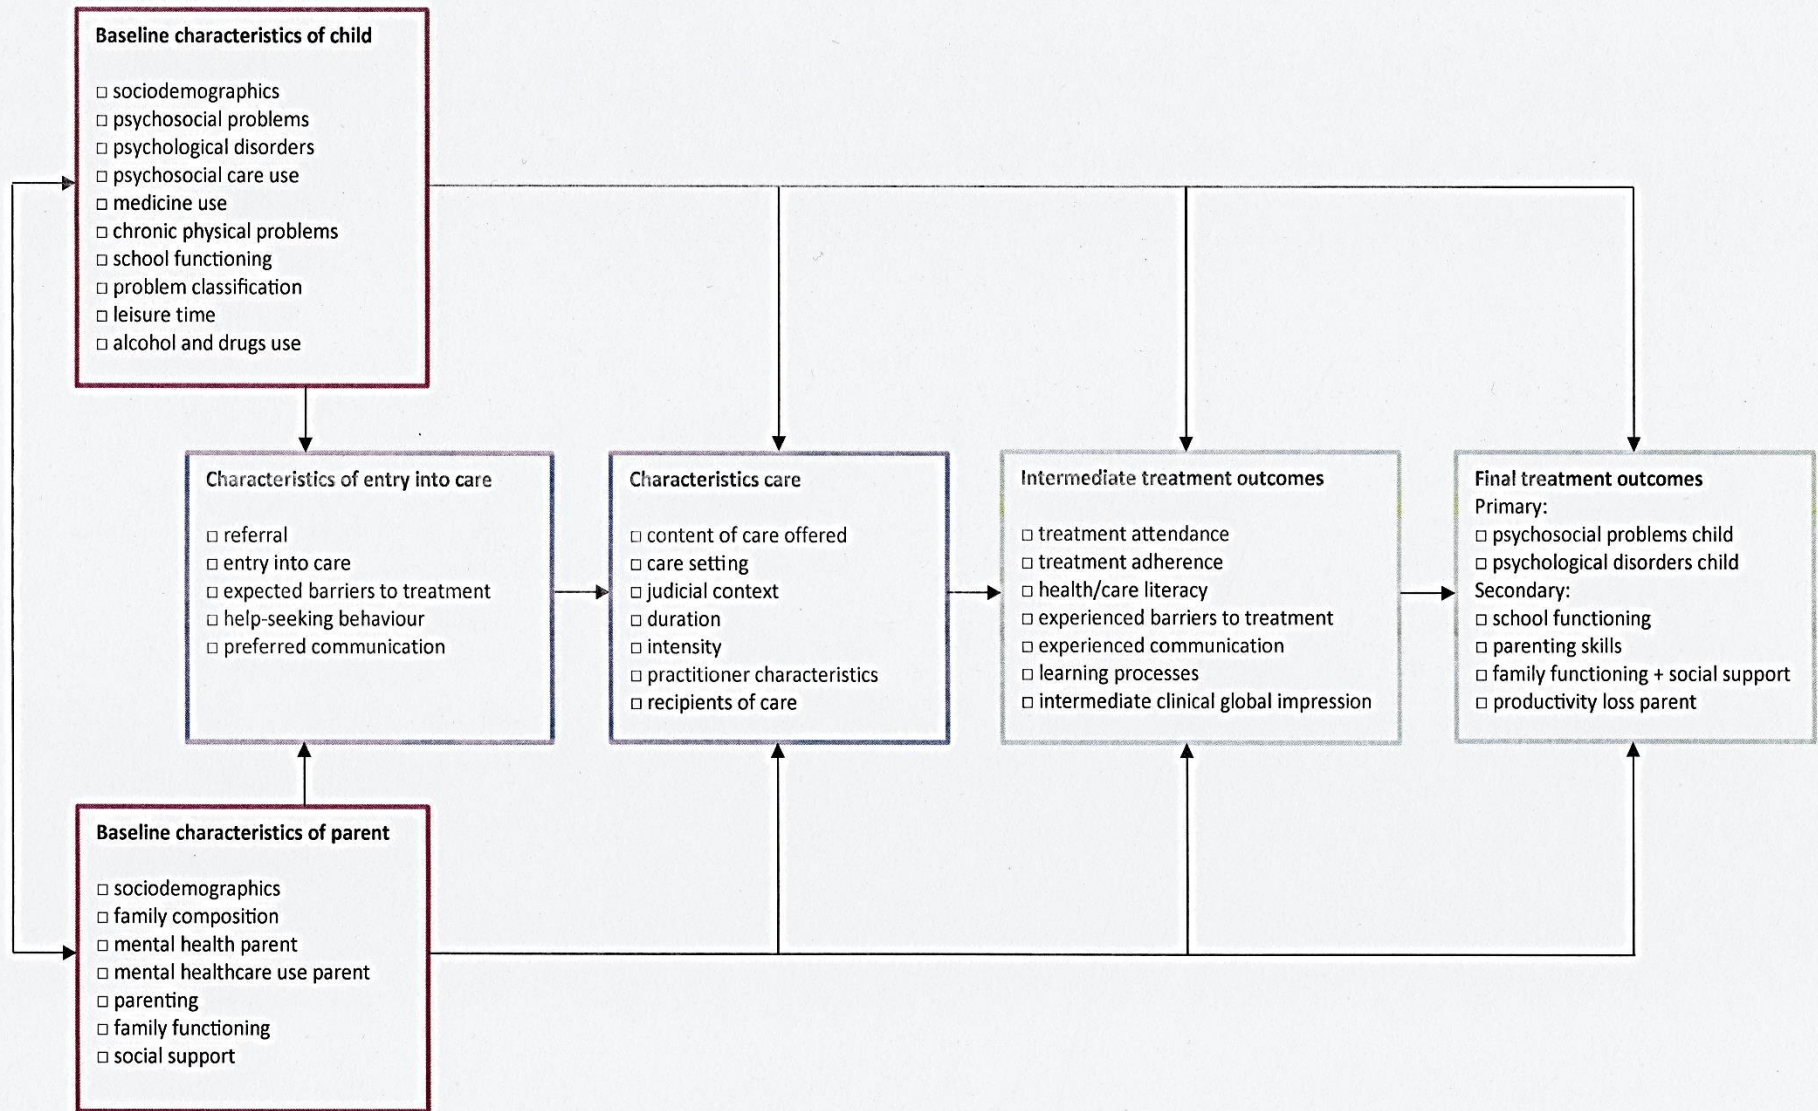 Baseline characteristics of child
□ sociodemographics
□ psychosocial problems
□ psychological disorders
□ psychosocial care use
□ medicine use
□ chronic physical problems
□ school functioning
□ problem classification
□ leisure time
□ alcohol and drugs use
Characteristics of entry into care
□ referral
□ entry into care
□ expected barriers to treatment
□ help-seeking behaviour
□ preferred communication
Characteristics care
□ content of care offered
□ care setting
□ judicial context
□ duration
□ intensity
□ practitioner characteristics
□ recipients of care
Intermediate treatment outcomes
□ treatment attendance
□ treatment adherence
□ health/care literacy
□ experienced barriers to treatment
□ experienced communication
□ learning processes
□ intermediate clinical global impression
Final treatment outcomes
Primary:
□ psychosocial problems child
□ psychological disorders child
Secondary:
□ school functioning
□ parenting skills
□ family functioning + social support
□ productivity loss parent
Baseline characteristics of parent
□ sociodemographics
□ family composition
□ mental health parent
□ mental healthcare use parent
□ parenting
□ family functioning
□ social support